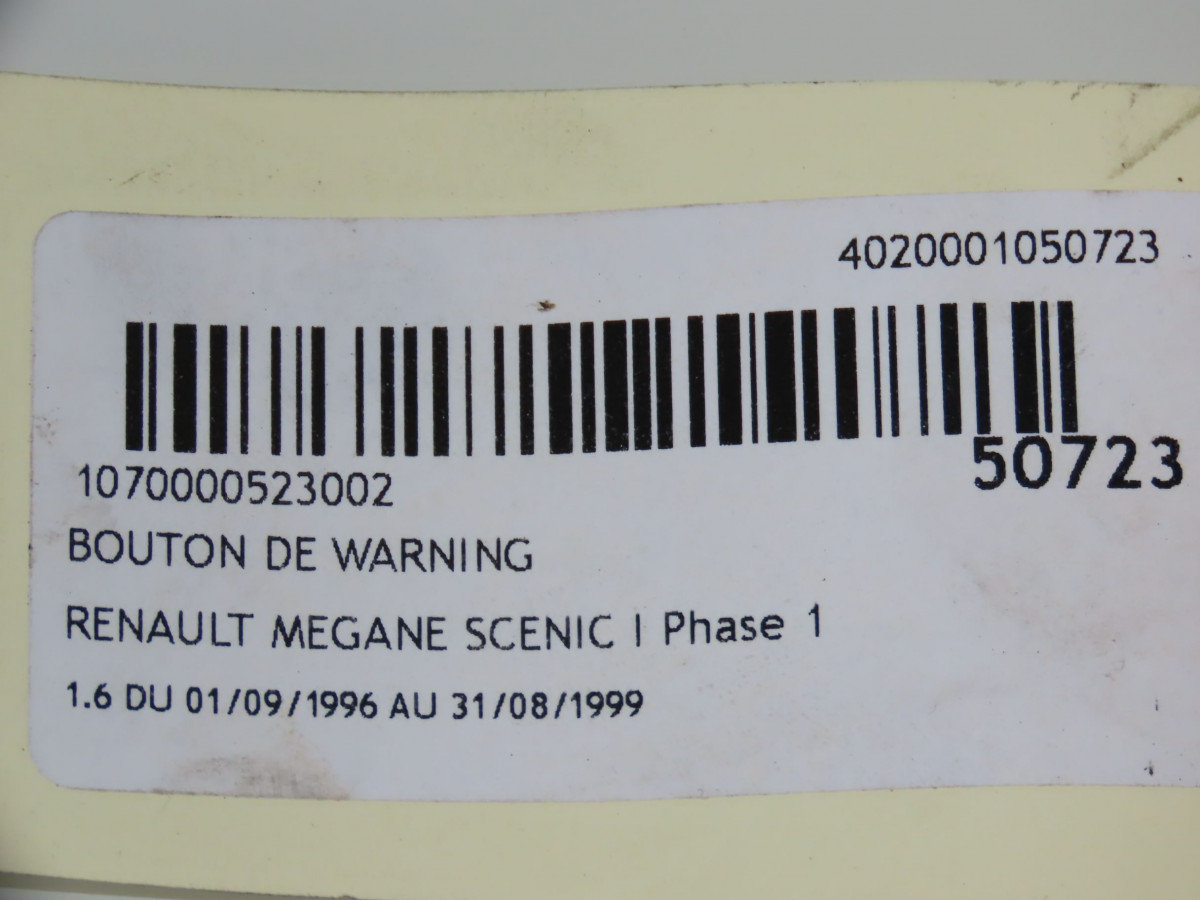 4020001050723
50723
1070000523002
BOUTON DE WARNING
RENAULT MEGANE SCENIC I Phase 1
1.6 DU 01/09/1996 AU 31/08/1999